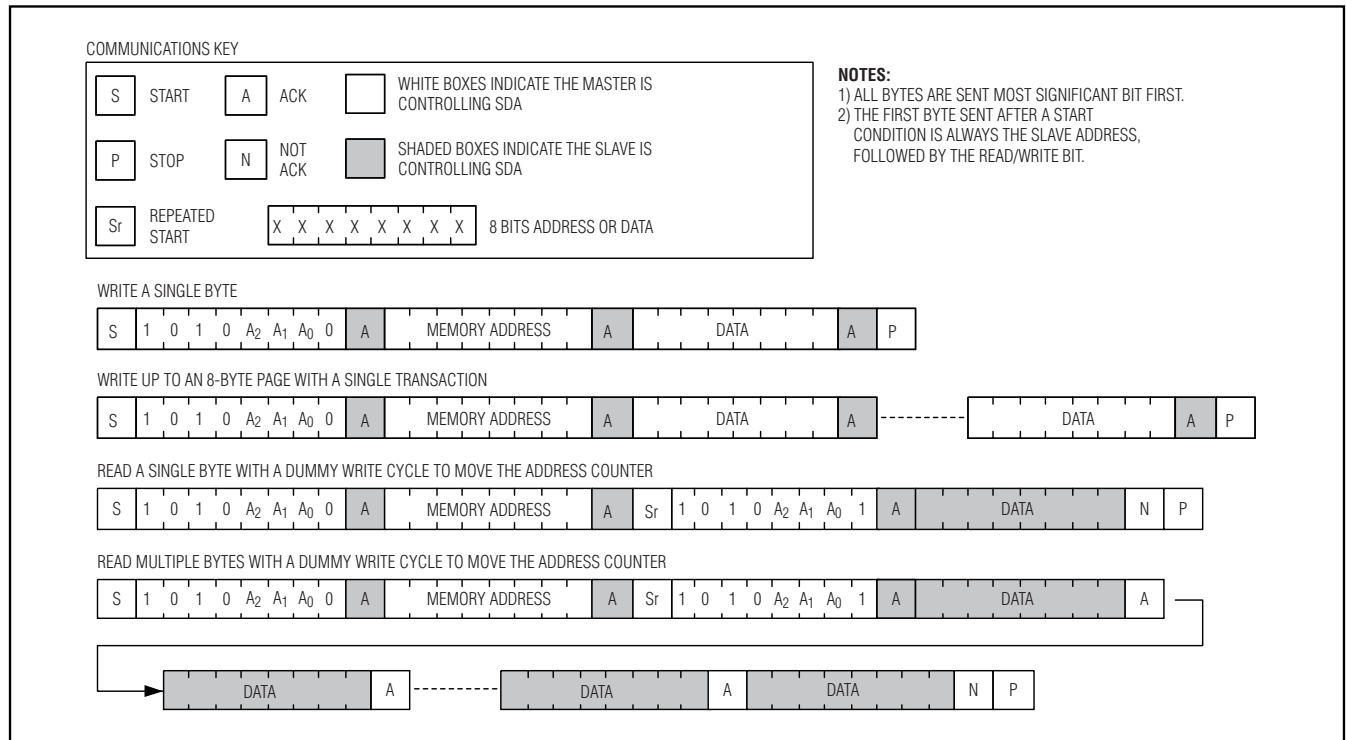 COMMUNICATIONS KEY
S START A ACK WHITE BOXES INDICATE THE MASTER IS
CONTROLLING SDA
P STOP N NOT
ACK SHADED BOXES INDICATE THE SLAVE IS
CONTROLLING SDA
Sr REPEATED
START X X X X X X X X 8 BITS ADDRESS OR DATA
NOTES:
1) ALL BYTES ARE SENT MOST SIGNIFICANT BIT FIRST.
2) THE FIRST BYTE SENT AFTER A START
CONDITION IS ALWAYS THE SLAVE ADDRESS,
FOLLOWED BY THE READ/WRITE BIT.
WRITE A SINGLE BYTE
S 1 0 1 0 A2 A1 A0 0 A MEMORY ADDRESS A DATA A P
WRITE UP TO AN 8-BYTE PAGE WITH A SINGLE TRANSACTION
S 1 0 1 0 A2 A1 A0 0 A MEMORY ADDRESS A DATA A DATA A P
READ A SINGLE BYTE WITH A DUMMY WRITE CYCLE TO MOVE THE ADDRESS COUNTER
S 1 0 1 0 A2 A1 A0 0 A MEMORY ADDRESS A Sr 1 0 1 0 A2 A1 A0 1 A DATA N P
READ MULTIPLE BYTES WITH A DUMMY WRITE CYCLE TO MOVE THE ADDRESS COUNTER
S 1 0 1 0 A2 A1 A0 0 A MEMORY ADDRESS A Sr 1 0 1 0 A2 A1 A0 1 A DATA A
DATA A DATA A DATA N P